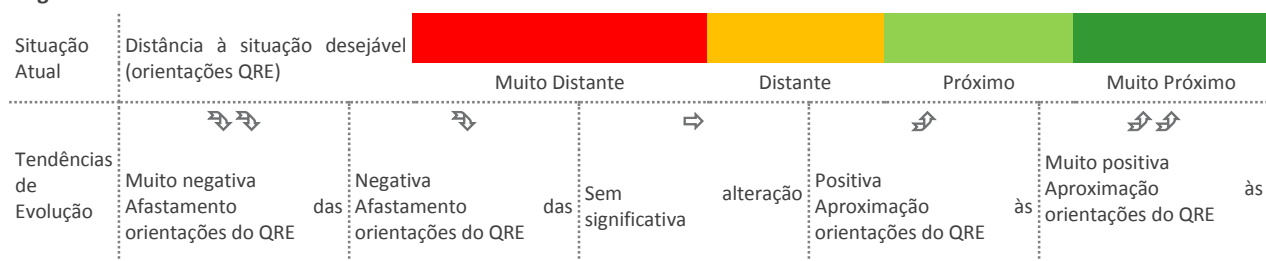 Situação
Atual
Distância à situação desejável
(orientações QRE)
Muito Distante
Distante
Próximo
Muito Próximo
Tendências
de
Evolução
Muito negativa
Afastamento das
orientações do QRE
Negativa
Afastamento das
orientações do QRE
Sem alteração
significativa
Positiva
Aproximação às
orientações do QRE
Muito positiva
Aproximação às
orientações do QRE